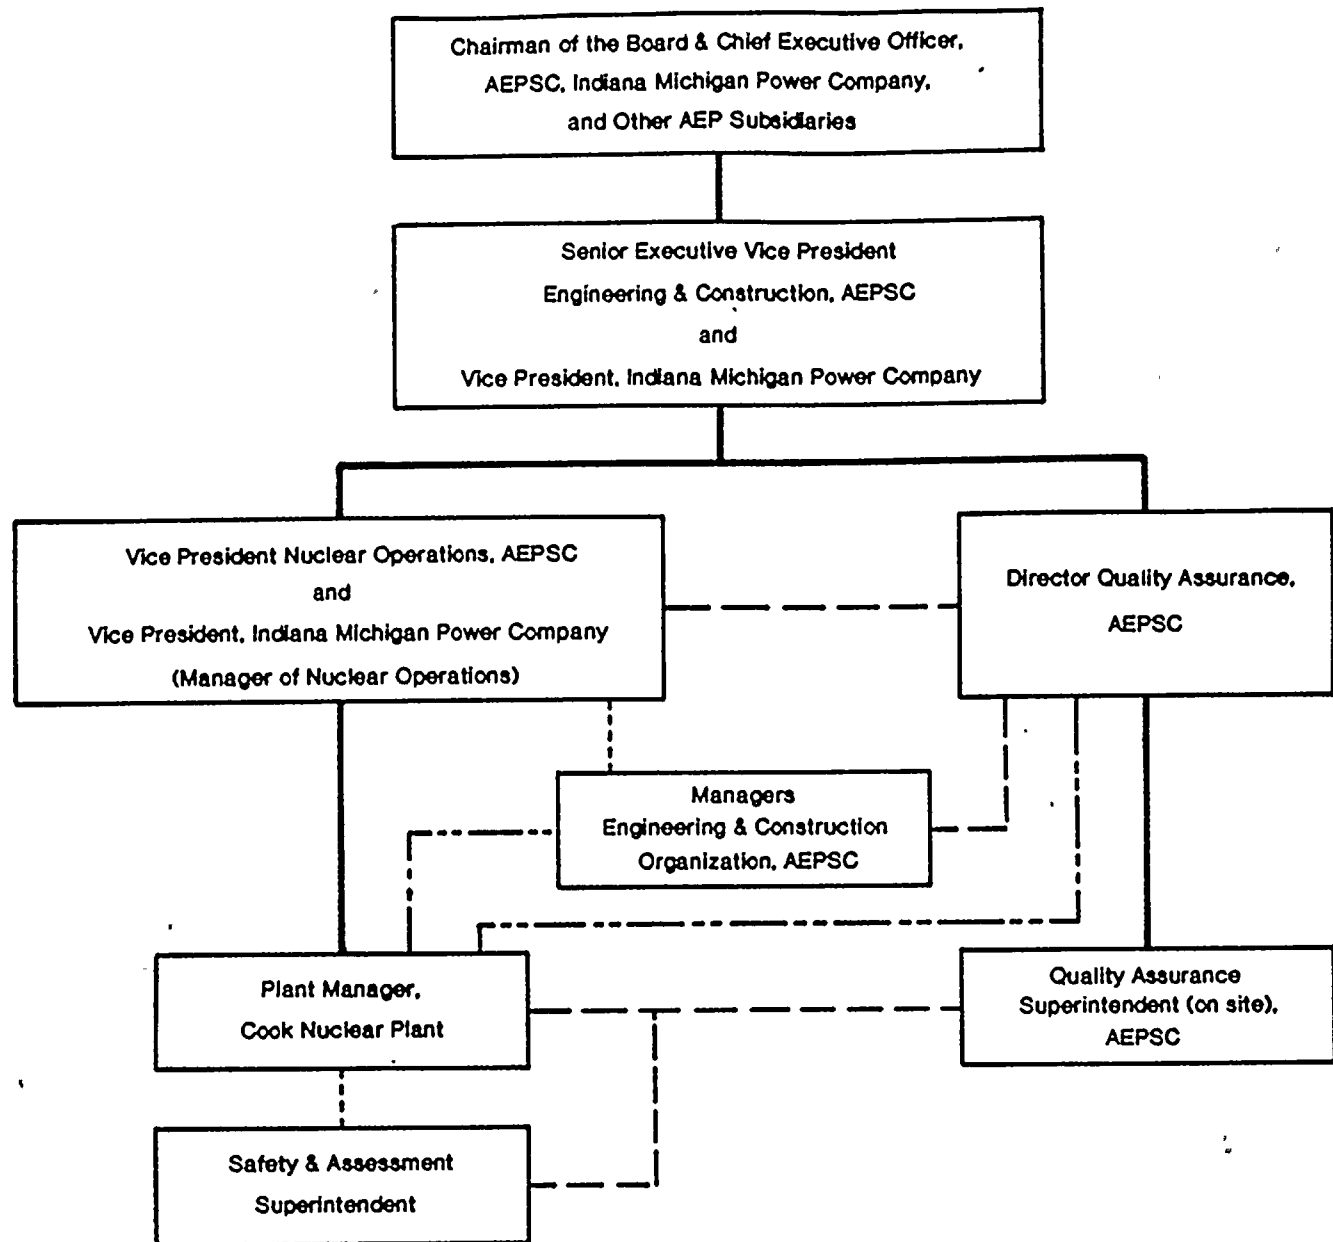 Chairman of the Board & Chief Executive Officer,
AEPSC, Indiana Michigan Power Company,
and Other AEP Subsidiaries
Senior Executive Vice President
Engineering & Construction, AEPSC
and
Vice President, Indiana Michigan Power Company
Vice President Nuclear Operations, AEPSC
and
Vice President, Indiana Michigan Power Company
(Manager of Nuclear Operations)
Director Quality Assurance,
AEPSC
Managers
Engineering & Construction
Organization, AEPSC
Plant Manager,
Cook Nuclear Plant
Quality Assurance
Superintendent (on site),
AEPSC
Safety & Assessment
Superintendent